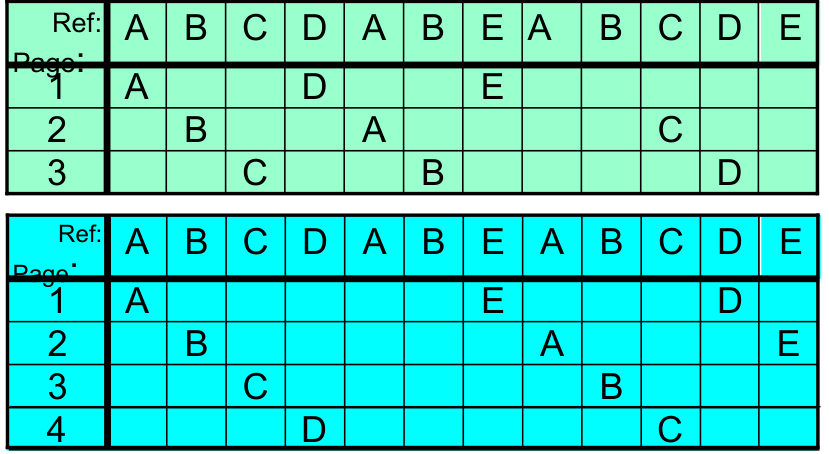 Ref: A B C D A B E A B C D E
Page:
1 A D E
2 B A C
3 C B D
Ref: A B C D A B E A B C D E
Page:
1 A E D
2 B A E
3 C B
4 D C